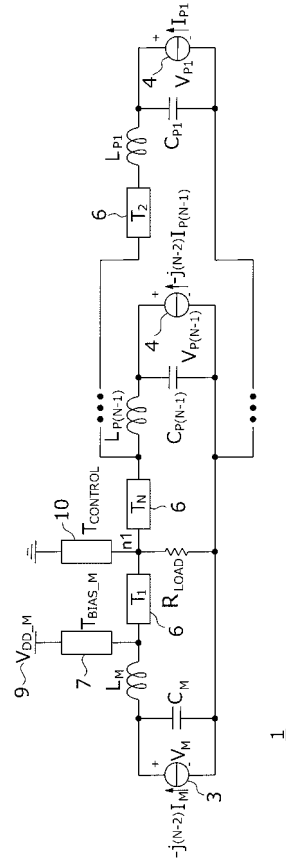 9 V_DD_M
7 T_BIAS_M
10 T_CONTROL
n1
-j(N-2)I_M
3
V_M
+
-
C_M
L_M
T_1
6
R_LOAD
T_N
6
L_P(N-1)
C_P(N-1)
V_P(N-1)
+
-
4
-j(N-2)I_P(N-1)
T_2
6
L_P1
C_P1
V_P1
+
-
4
I_P1
1